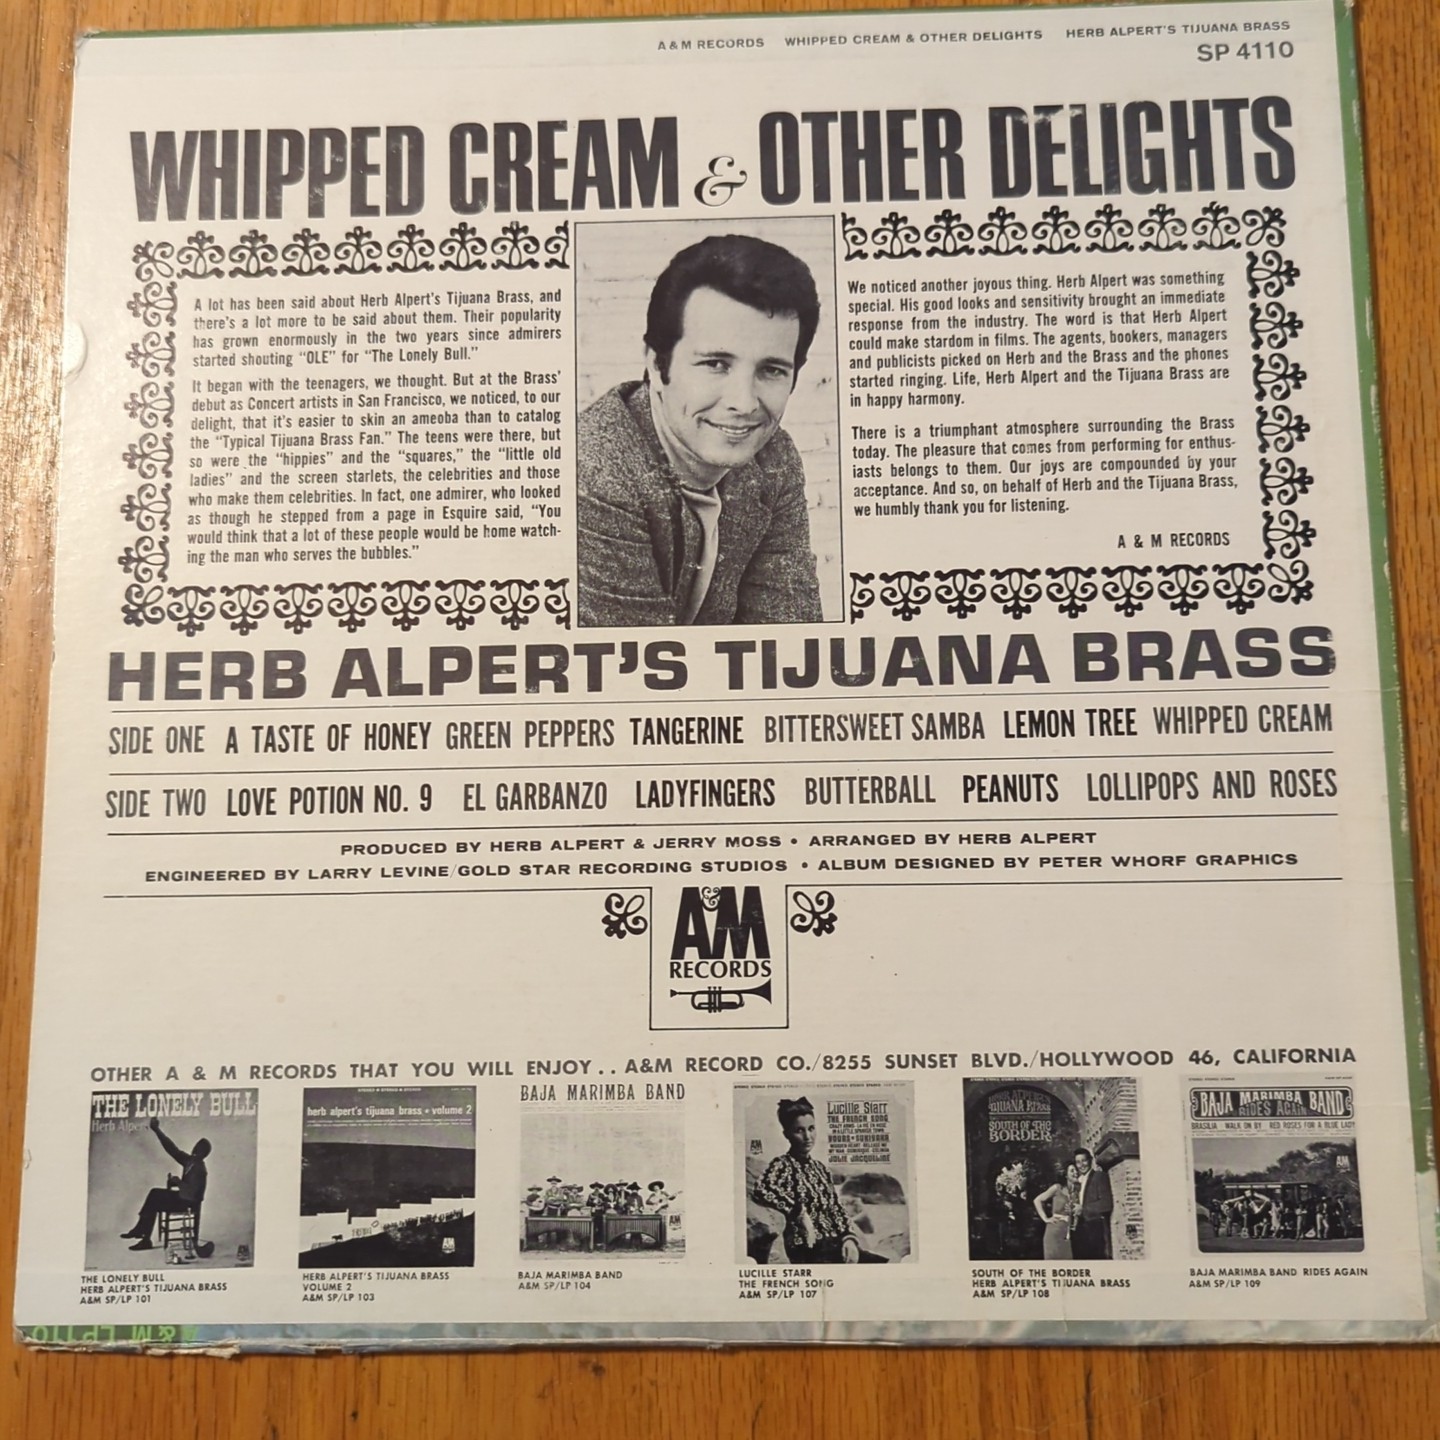 A & M RECORDS WHIPPED CREAM & OTHER DELIGHTS HERB ALPERT'S TIJUANA BRASS
SP 4110
WHIPPED CREAM & OTHER DELIGHTS
A lot has been said about Herb Alpert's Tijuana Brass, and
there's a lot more to be said about them. Their popularity
has grown enormously in the two years since admirers
started shouting "OLE" for "The Lonely Bull."
It began with the teenagers, we thought. But at the Brass'
debut as Concert artists in San Francisco, we noticed, to our
delight, that it's easier to skin an ameoba than to catalog
the "Typical Tijuana Brass Fan." The teens were there, but
so were the "hippies" and the "squares," the "little old
ladies" and the screen starlets, the celebrities and those
who make them celebrities. In fact, one admirer, who looked
as though he stepped from a page in Esquire said, "You
would think that a lot of these people would be home watch-
ing the man who serves the bubbles."
We noticed another joyous thing. Herb Alpert was something
special. His good looks and sensitivity brought an immediate
response from the industry. The word is that Herb Alpert
could make stardom in films. The agents, bookers, managers
and publicists picked on Herb and the Brass and the phones
started ringing. Life, Herb Alpert and the Tijuana Brass are
in happy harmony.
There is a triumphant atmosphere surrounding the Brass
today. The pleasure that comes from performing for enthus-
iasts belongs to them. Our joys are compounded by your
acceptance. And so, on behalf of Herb and the Tijuana Brass,
we humbly thank you for listening.
A & M RECORDS
HERB ALPERT'S TIJUANA BRASS
SIDE ONE A TASTE OF HONEY GREEN PEPPERS TANGERINE BITTERSWEET SAMBA LEMON TREE WHIPPED CREAM
SIDE TWO LOVE POTION NO. 9 EL GARBANZO LADYFINGERS BUTTERBALL PEANUTS LOLLIPOPS AND ROSES
PRODUCED BY HERB ALPERT & JERRY MOSS • ARRANGED BY HERB ALPERT
ENGINEERED BY LARRY LEVINE/GOLD STAR RECORDING STUDIOS • ALBUM DESIGNED BY PETER WHORF GRAPHICS
A&M
RECORDS
OTHER A & M RECORDS THAT YOU WILL ENJOY.. A&M RECORD CO./8255 SUNSET BLVD./HOLLYWOOD 46, CALIFORNIA
THE LONELY BULL
Herb Alpert
herb alpert's tijuana brass • volume 2
BAJA MARIMBA BAND
Lucille Starr
THE FRENCH SONG
JOLIE JACQUELINE
HERB ALPERT'S
TIJUANA BRASS
SOUTH OF THE
BORDER
BAJA MARIMBA BAND
RIDES AGAIN
BRASILIA WALK ON BY RED ROSES FOR A BLUE LADY
THE LONELY BULL
HERB ALPERT'S TIJUANA BRASS
A&M SP/LP 101
HERB ALPERT'S TIJUANA BRASS
VOLUME 2
A&M SP/LP 103
BAJA MARIMBA BAND
A&M SP/LP 104
LUCILLE STARR
THE FRENCH SONG
A&M SP/LP 107
SOUTH OF THE BORDER
HERB ALPERT'S TIJUANA BRASS
A&M SP/LP 108
BAJA MARIMBA BAND RIDES AGAIN
A&M SP/LP 109
A & M LP110